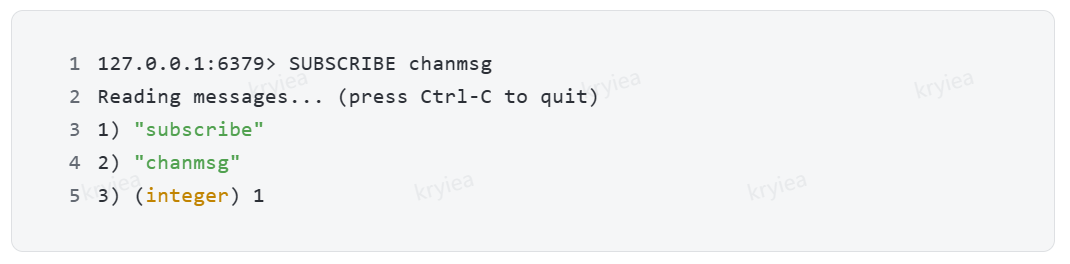 1 127.0.0.1:6379> SUBSCRIBE chanmsg
2 Reading messages... (press Ctrl-C to quit)
3 1) "subscribe"
4 2) "chanmsg"
5 3) (integer) 1
kryiea kryiea kryiea
kryiea kryiea kryiea